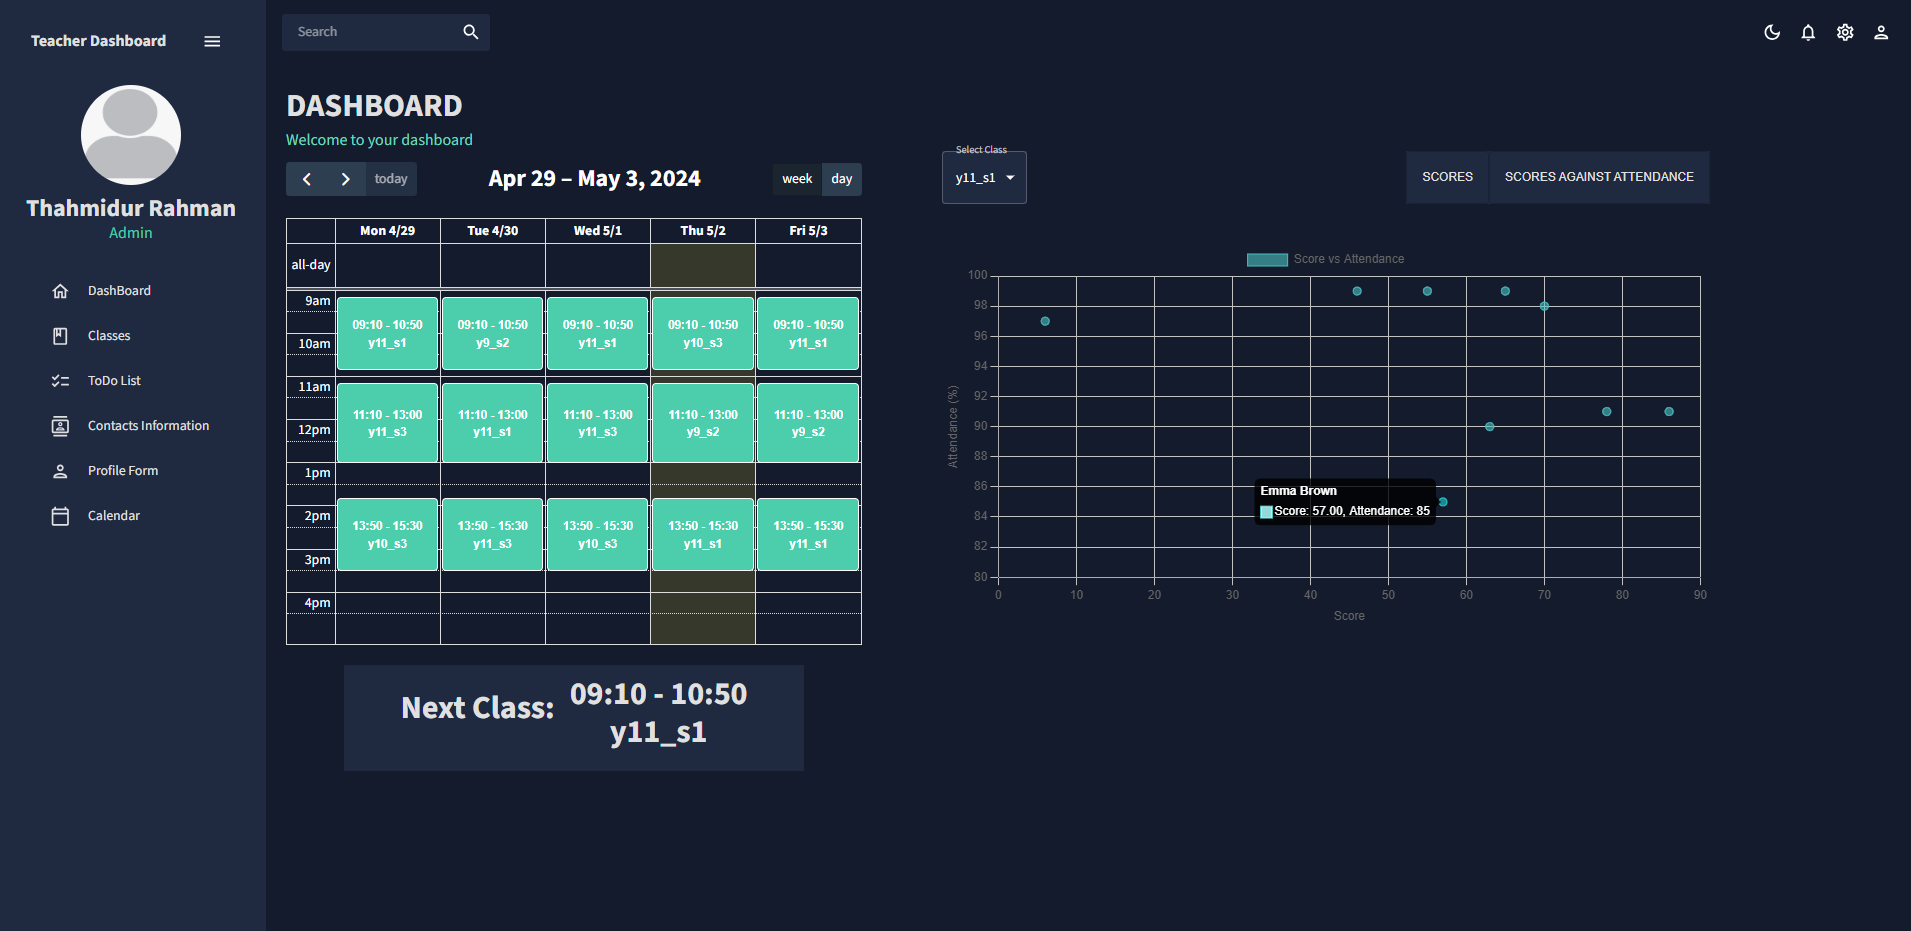 Teacher Dashboard
Thahmidur Rahman
Admin
DashBoard
Classes
ToDo List
Contacts Information
Profile Form
Calendar
Search
DASHBOARD
Welcome to your dashboard
today
Apr 29 – May 3, 2024
week
day
Mon 4/29 Tue 4/30 Wed 5/1 Thu 5/2 Fri 5/3
all-day
9am
09:10 - 10:50 09:10 - 10:50 09:10 - 10:50 09:10 - 10:50 09:10 - 10:50
y11_s1 y9_s2 y11_s1 y10_s3 y11_s1
10am
11am
11:10 - 13:00 11:10 - 13:00 11:10 - 13:00 11:10 - 13:00 11:10 - 13:00
y11_s3 y11_s1 y11_s3 y9_s2 y9_s2
12pm
1pm
2pm
13:50 - 15:30 13:50 - 15:30 13:50 - 15:30 13:50 - 15:30 13:50 - 15:30
y10_s3 y11_s3 y10_s3 y11_s1 y11_s1
3pm
4pm
Next Class:
09:10 - 10:50
y11_s1
Select Class
y11_s1
SCORES
SCORES AGAINST ATTENDANCE
Score vs Attendance
100
98
96
94
92
90
88
86
84
82
80
Attendance (%)
Emma Brown
Score: 57.00, Attendance: 85
0 10 20 30 40 50 60 70 80 90
Score